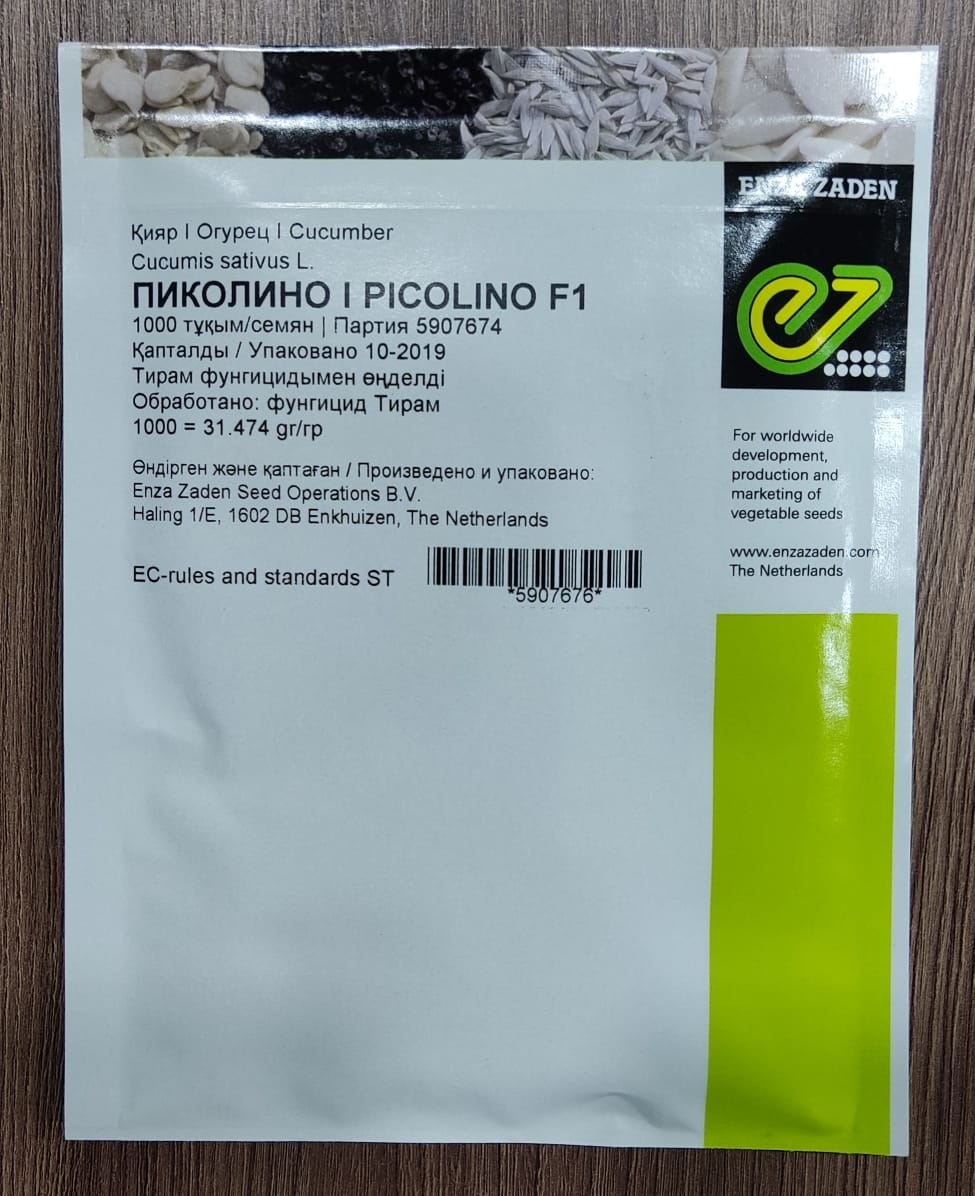 ENZA ZADEN
Қияр | Огурец | Cucumber
Cucumis sativus L.
ПИКОЛИНО | PICOLINO F1
1000 тұқым/семян | Партия 5907674
Қапталды / Упаковано 10-2019
Тирам фунгицидымен өңделді
Обработано: фунгицид Тирам
1000 = 31.474 gr/гр
Өндірген және қаптаған / Произведено и упаковано:
Enza Zaden Seed Operations B.V.
Haling 1/E, 1602 DB Enkhuizen, The Netherlands
EC-rules and standards ST
*5907676*
For worldwide
development,
production and
marketing of
vegetable seeds
www.enzazaden.com
The Netherlands